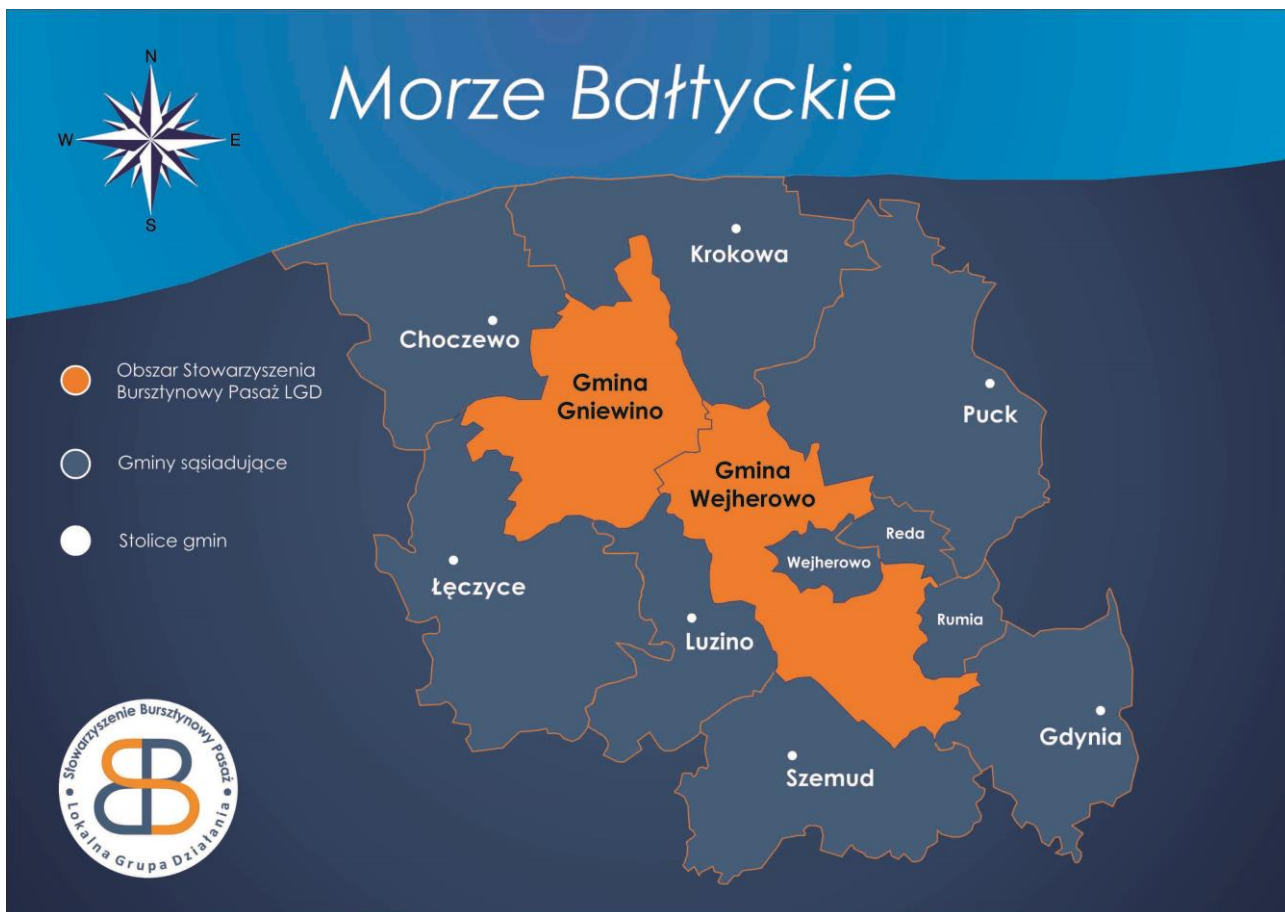 Morze Bałtyckie
N
W
E
S
Krokowa
Choczewo
Obszar Stowarzyszenia
Bursztynowy Pasaż LGD
Gmina
Gniewino
Puck
Gminy sąsiadujące
Gmina
Wejherowo
Stolice gmin
Reda
Wejherowo
Łęczyce
Rumia
Luzino
Gdynia
Szemud
Stowarzyszenie Bursztynowy Pasaż
Lokalna Grupa Działania